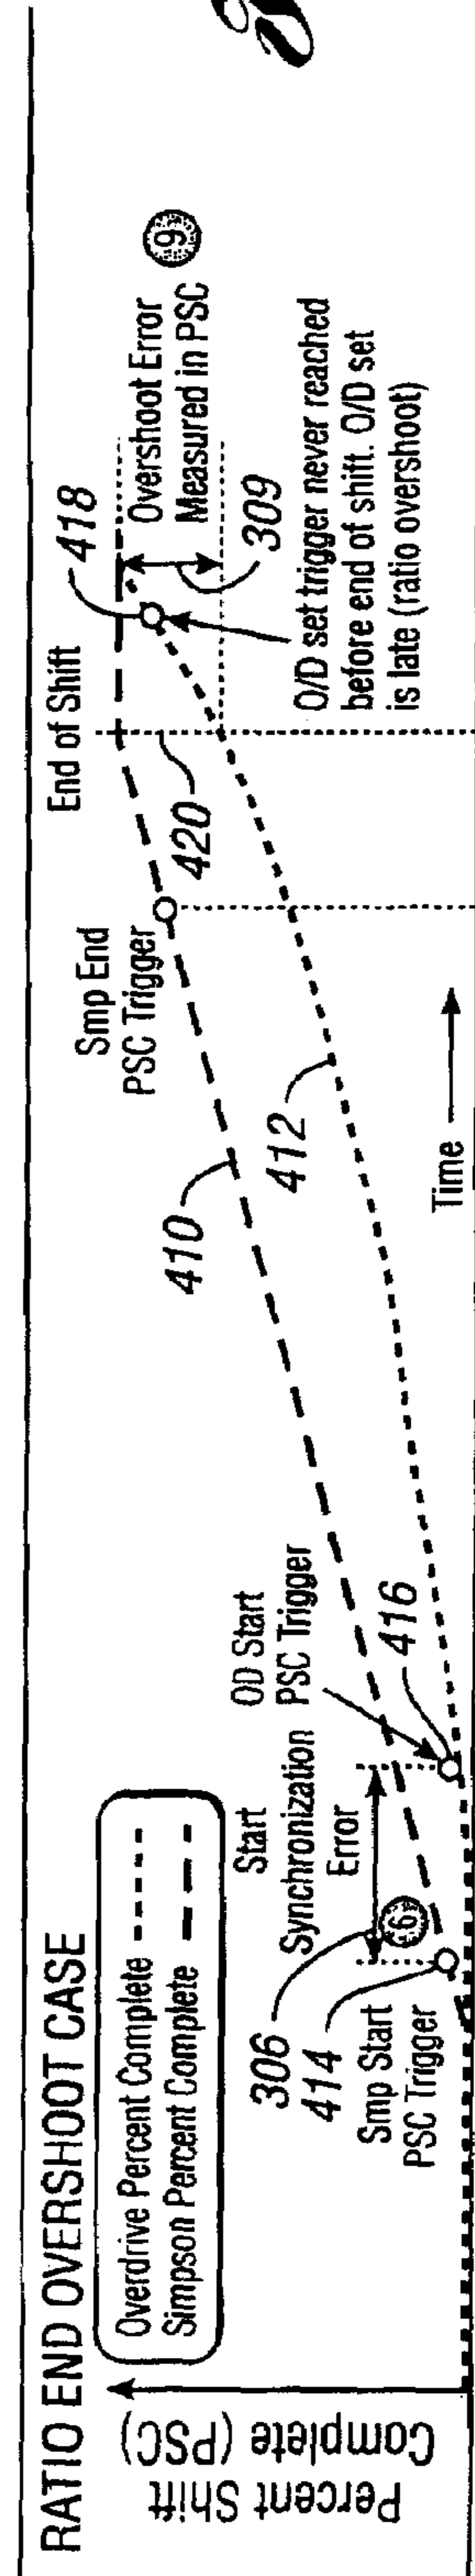 RATIO END OVERSHOOT CASE
Percent Shift
Complete (PSC)
Overdrive Percent Complete
Simpson Percent Complete
306
414
Smp Start
PSC Trigger
6
Start
Synchronization
Error
OD Start
PSC Trigger
416
410
412
Time
Smp End
PSC Trigger
420
End of Shift
418
Overshoot Error
Measured in PSC
9
309
O/D set trigger never reached
before end of shift. O/D set
is late (ratio overshoot)